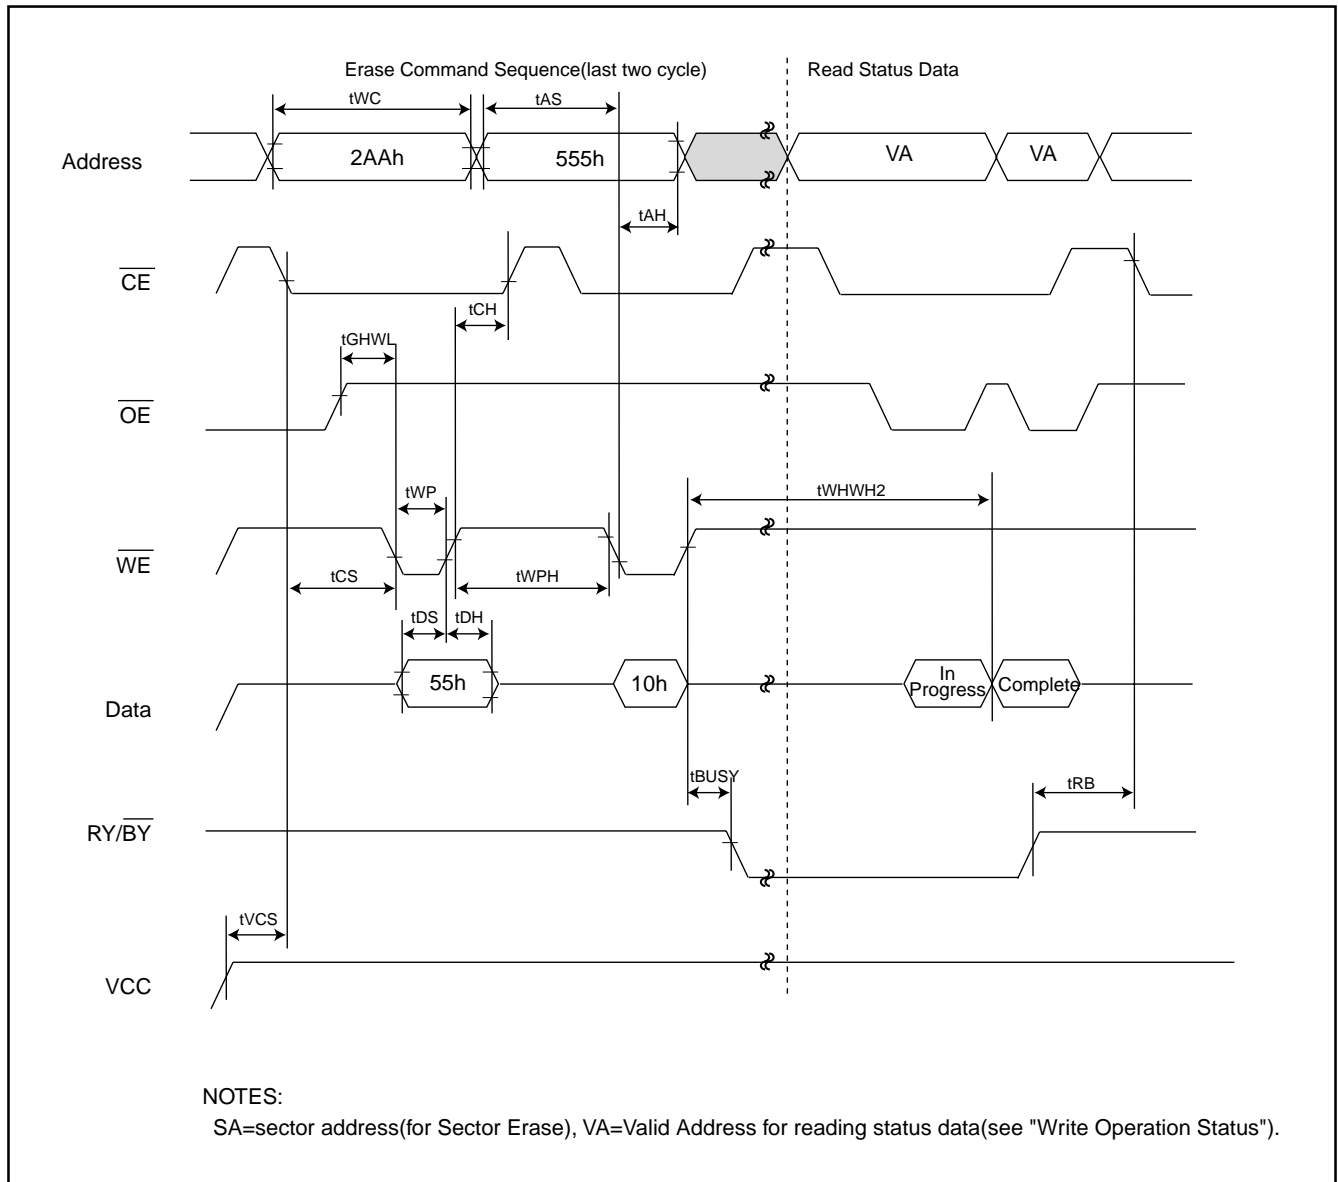 Erase Command Sequence(last two cycle) Read Status Data
tWC tAS
Address 2AAh 555h VA VA
tAH
CE
tCH
tGHWL
OE
tWP tWHWH2
WE
tCS tWPH
tDS tDH
Data 55h 10h In Progress Complete
tBUSY tRB
RY/BY
tVCS
VCC
NOTES:
SA=sector address(for Sector Erase), VA=Valid Address for reading status data(see "Write Operation Status").